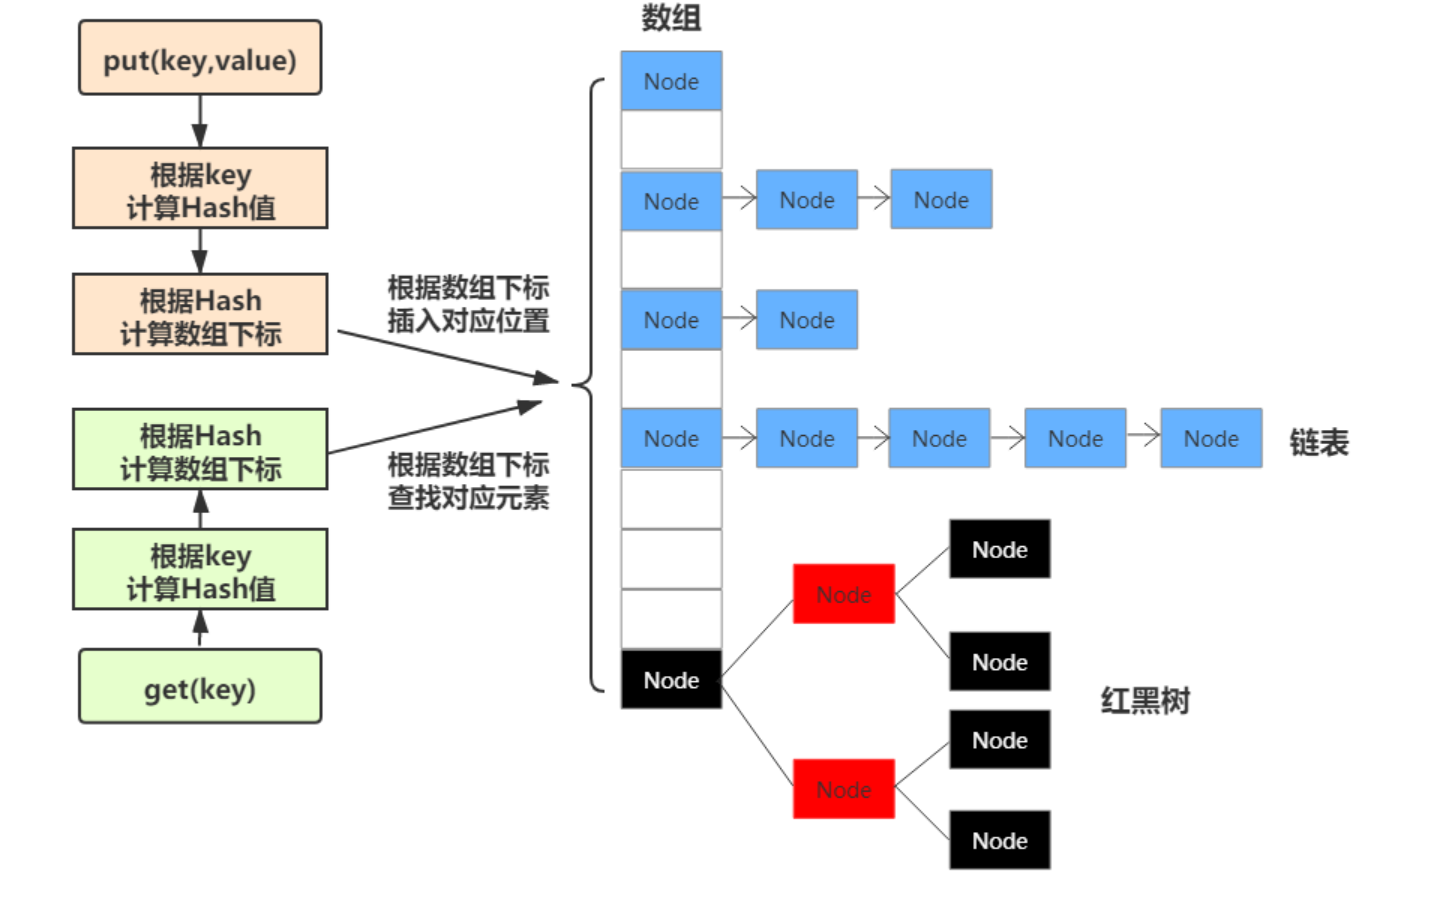 数组
put(key,value)
根据key
计算Hash值
根据Hash
计算数组下标
根据Hash
计算数组下标
根据key
计算Hash值
get(key)
根据数组下标
插入对应位置
根据数组下标
查找对应元素
Node
Node Node Node
Node Node
Node Node Node Node Node
链表
Node
Node
Node
Node
Node
Node
Node
红黑树